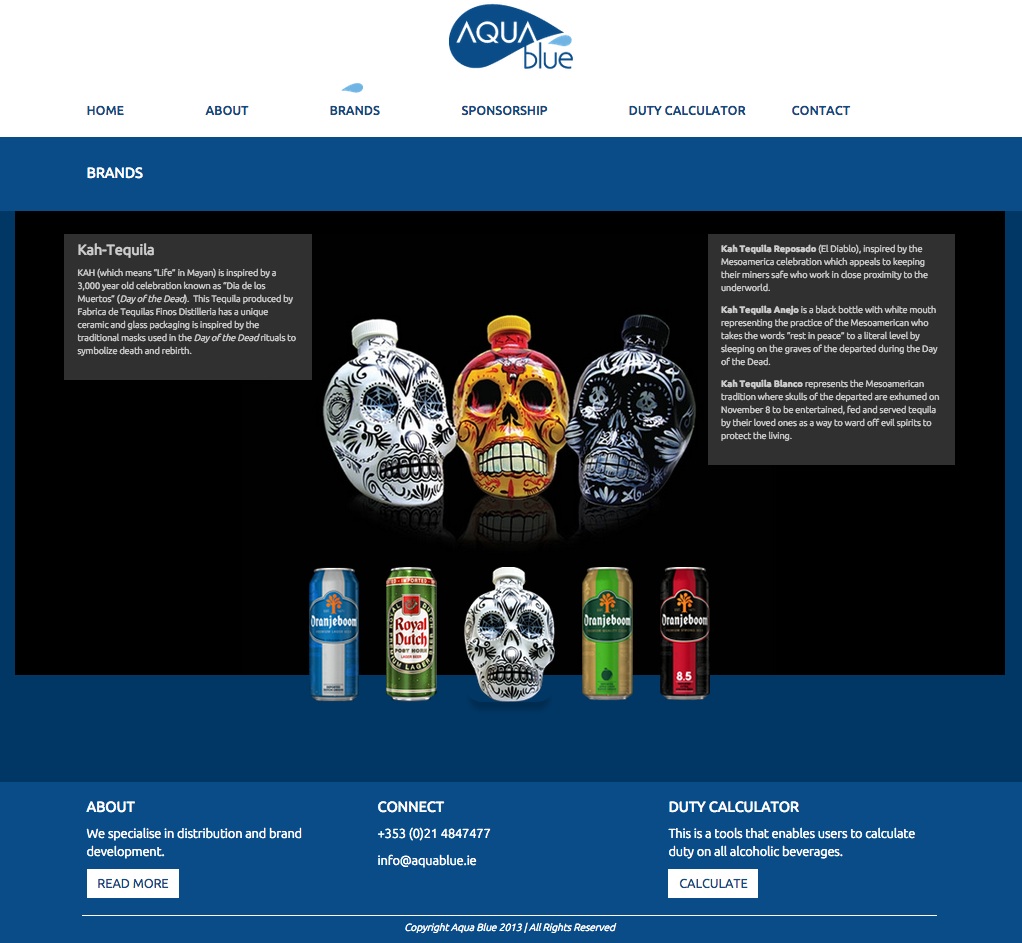 AQUA
blue
HOME ABOUT BRANDS SPONSORSHIP DUTY CALCULATOR CONTACT
BRANDS
Kah-Tequila
KAH (which means "Life" in Mayan) is inspired by a
3,000 year old celebration known as "Dia de los
Muertos" (Day of the Dead). This Tequila produced by
Fabrica de Tequilas Finos Distilleria has a unique
ceramic and glass packaging is inspired by the
traditional masks used in the Day of the Dead rituals to
symbolize death and rebirth.
Kah Tequila Reposado (El Diablo), inspired by the
Mesoamerica celebration which appeals to keeping
their miners safe who work in close proximity to the
underworld.
Kah Tequila Anejo is a black bottle with white mouth
representing the practice of the Mesoamerican who
takes the words "rest in peace" to a literal level by
sleeping on the graves of the departed during the Day
of the Dead.
Kah Tequila Blanco represents the Mesoamerican
tradition where skulls of the departed are exhumed on
November 8 to be entertained, fed and served tequila
by their loved ones as a way to ward off evil spirits to
protect the living.
KAH
Oranjeboom
PREMIUM LAGER
IMPORTED
Royal
Dutch
POST HORN
LAGER BEER
Oranjeboom
Oranjeboom
8.5
ABOUT
We specialise in distribution and brand
development.
READ MORE
CONNECT
+353 (0)21 4847477
info@aquablue.ie
DUTY CALCULATOR
This is a tools that enables users to calculate
duty on all alcoholic beverages.
CALCULATE
Copyright Aqua Blue 2013 | All Rights Reserved